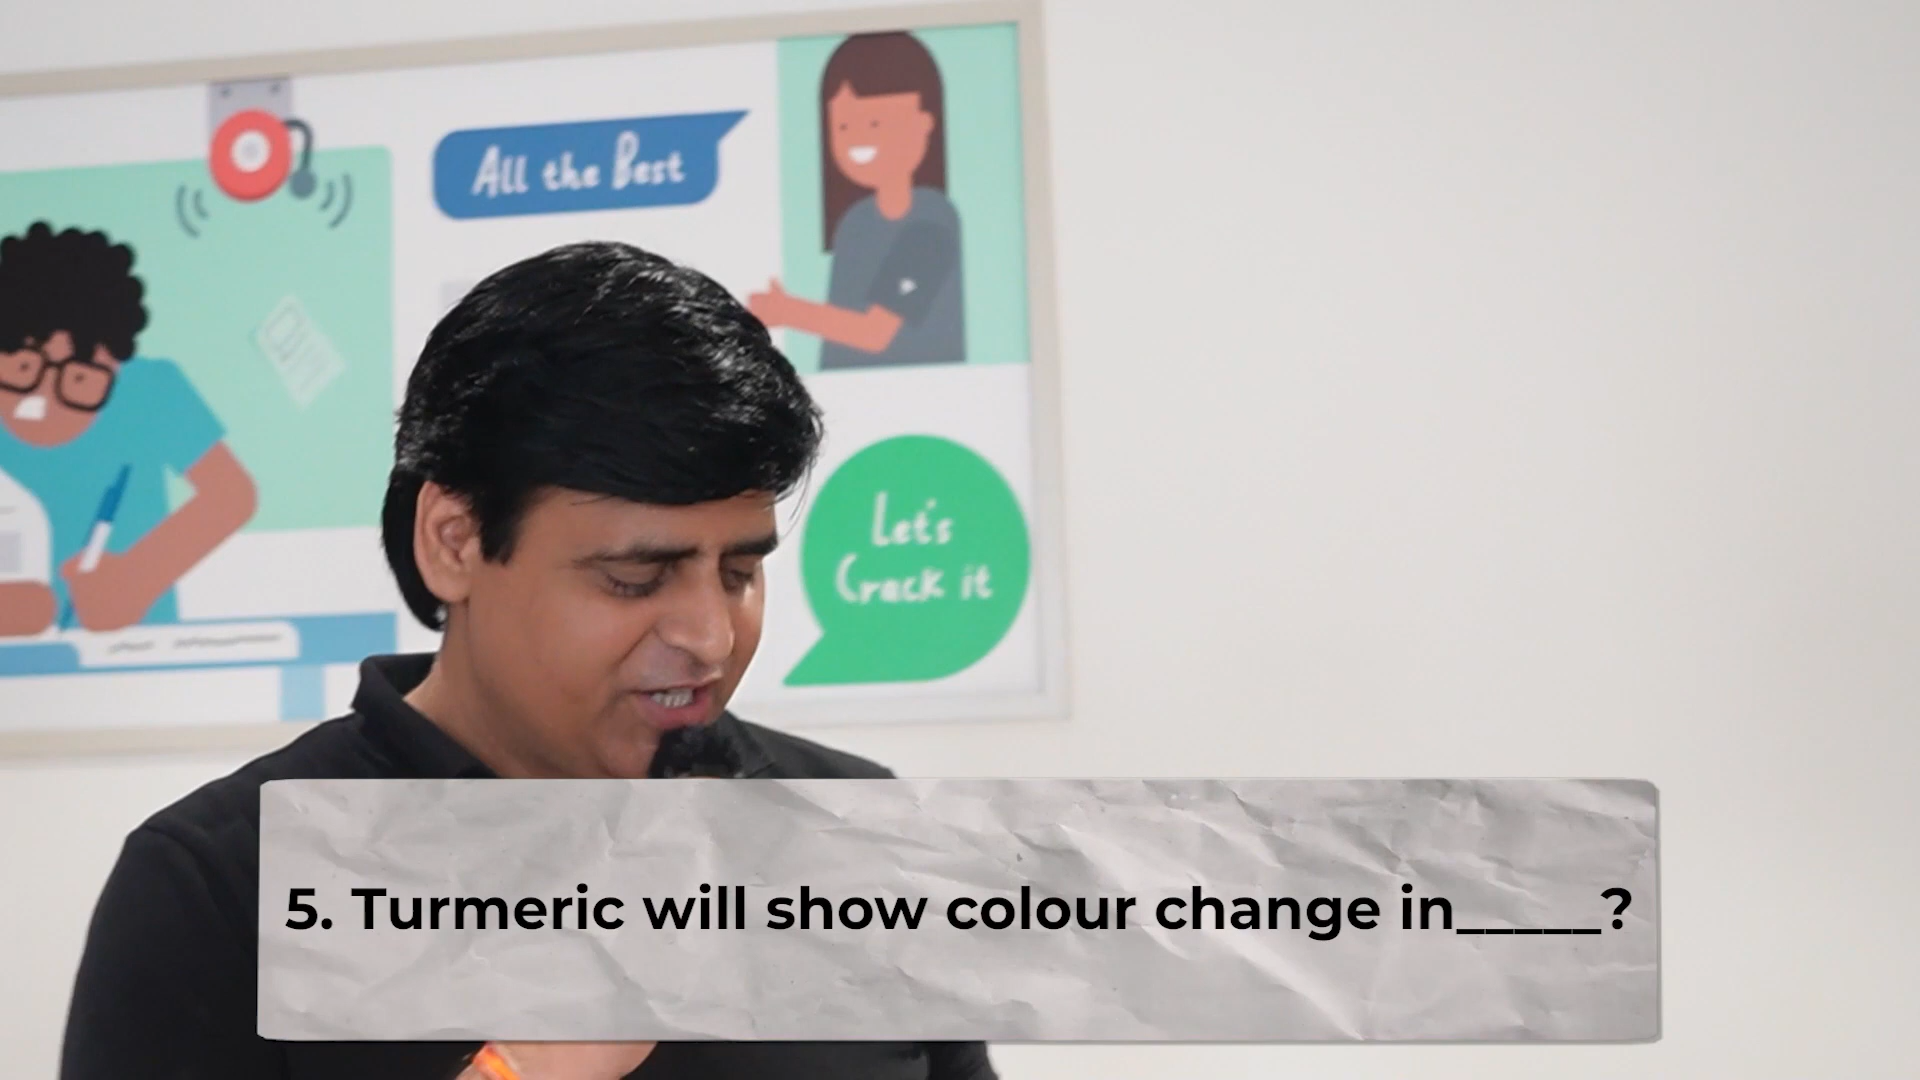 All the Best
Let's
Crack it
5. Turmeric will show colour change in_____?